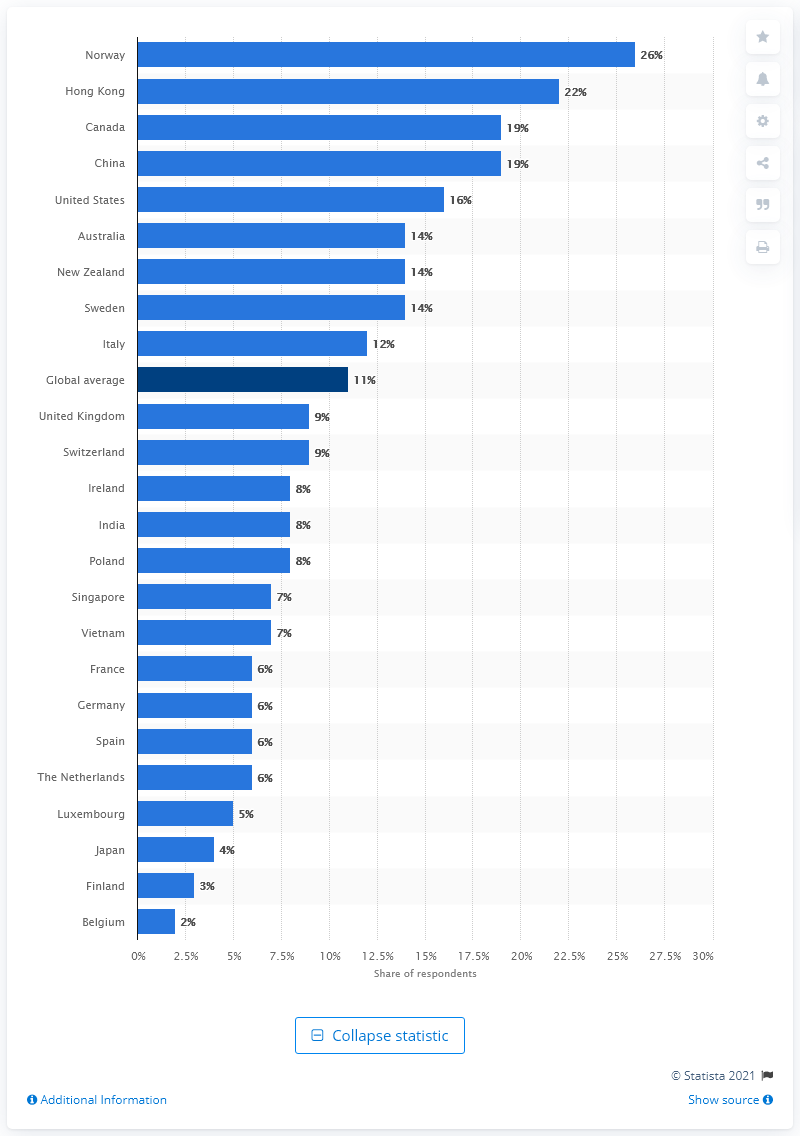 Norway 26%
Hong Kong 22%
Canada 19%
China 19%
United States 16%
Australia 14%
New Zealand 14%
Sweden 14%
Italy 12%
Global average 11%
United Kingdom 9%
Switzerland 9%
Ireland 8%
India 8%
Poland 8%
Singapore 7%
Vietnam 7%
France 6%
Germany 6%
Spain 6%
The Netherlands 6%
Luxembourg 5%
Japan 4%
Finland 3%
Belgium 2%
0% 2.5% 5% 7.5% 10% 12.5% 15% 17.5% 20% 22.5% 25% 27.5% 30%
Share of respondents
Collapse statistic
© Statista 2021
Additional Information Show source